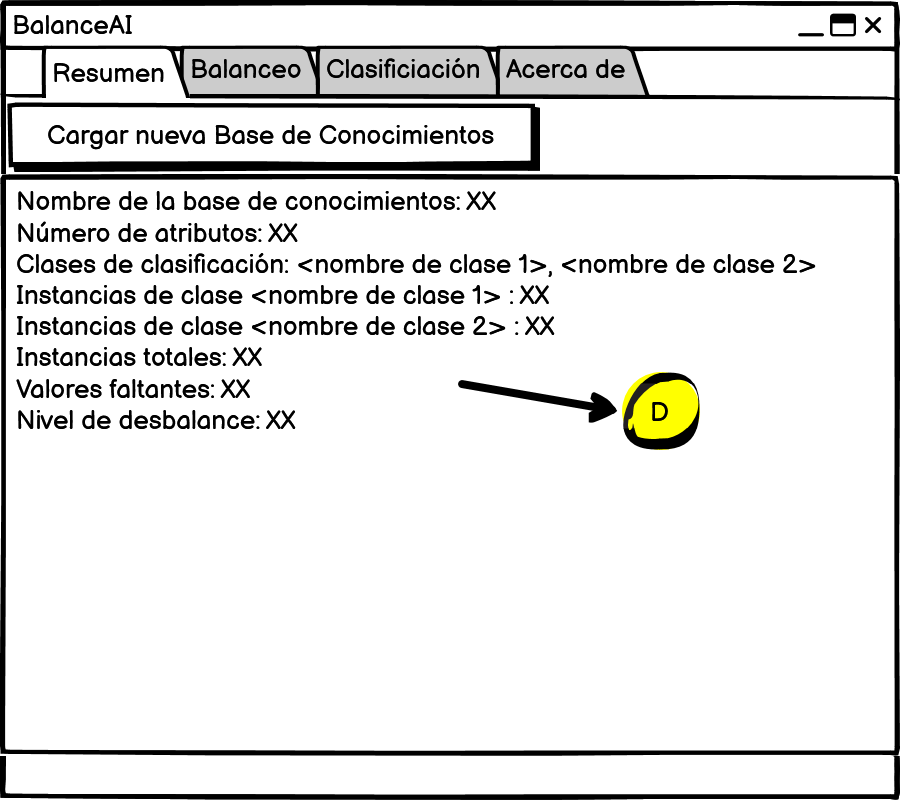 BalanceAI
Resumen
Balanceo
Clasificiación
Acerca de
Cargar nueva Base de Conocimientos
Nombre de la base de conocimientos: XX
Número de atributos: XX
Clases de clasificación: <nombre de clase 1>, <nombre de clase 2>
Instancias de clase <nombre de clase 1> : XX
Instancias de clase <nombre de clase 2> : XX
Instancias totales: XX
Valores faltantes: XX
Nivel de desbalance: XX
D